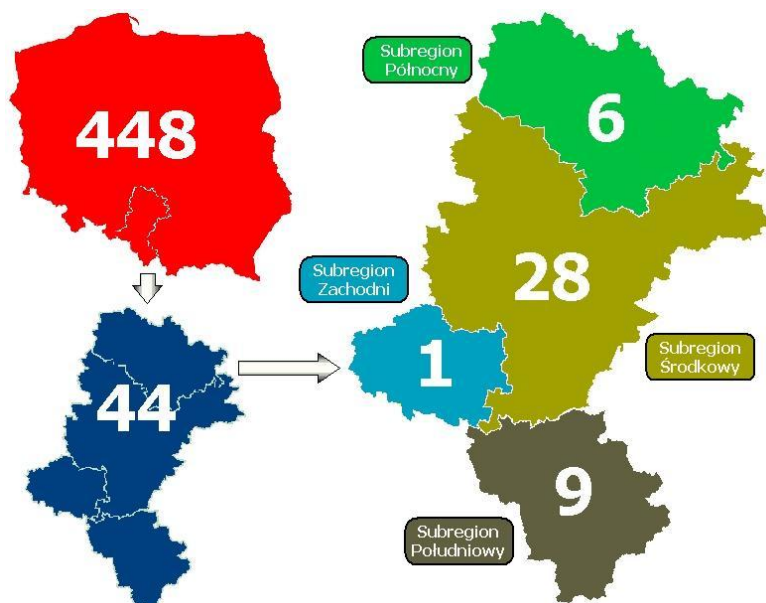 448
44
Subregion
Północny
6
28
Subregion
Zachodni
1
Subregion
Środkowy
9
Subregion
Południowy